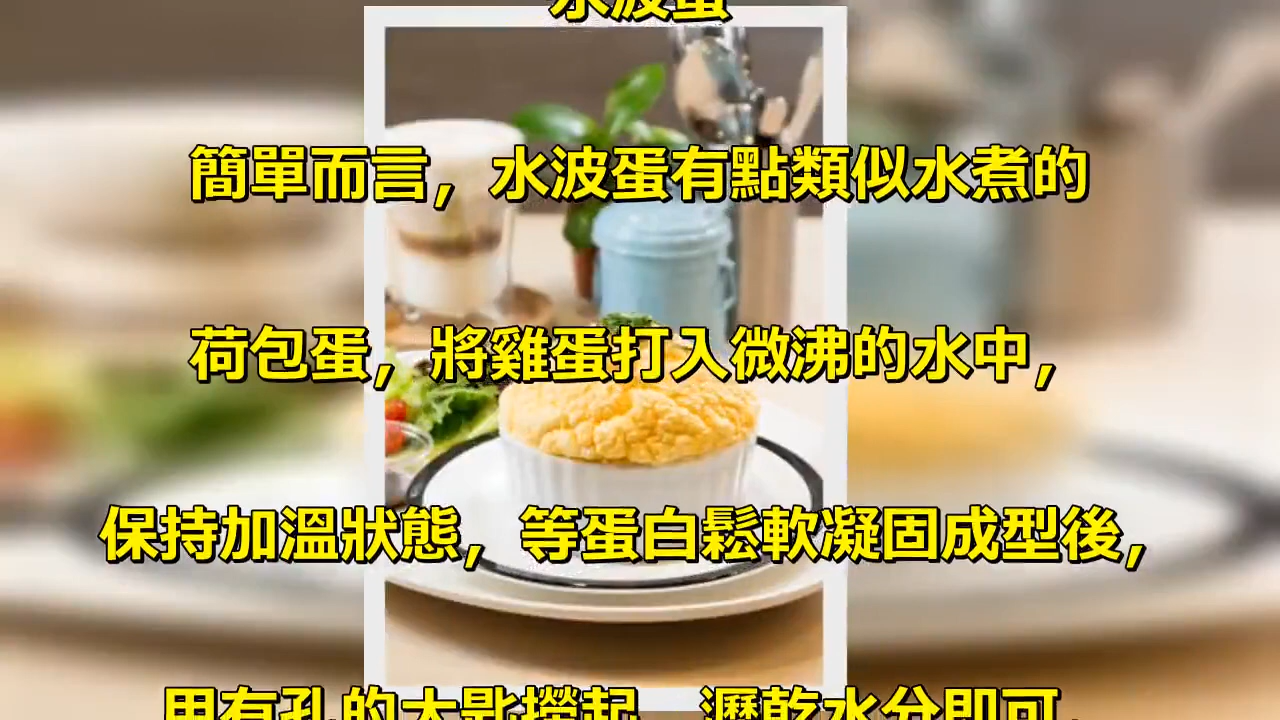 水波蛋
簡單而言，水波蛋有點類似水煮的
荷包蛋，將雞蛋打入微沸的水中，
保持加溫狀態，等蛋白鬆軟凝固成型後，
用有孔的大匙撈起，瀝乾水分即可。